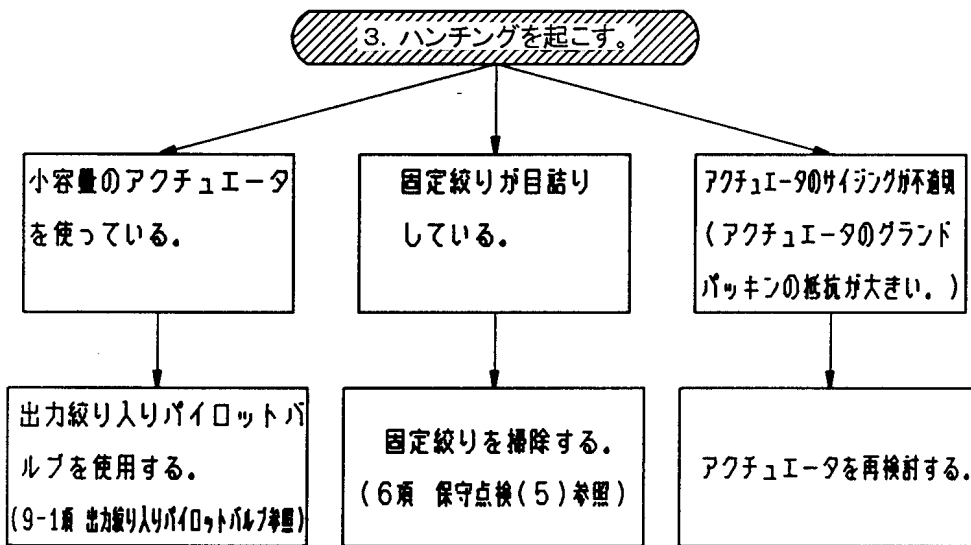 3. ハンチングを起こす。
小容量のアクチュエータ
を使っている。
固定絞りが目詰り
している。
アクチュエータのサイジングが不適切
(アクチュエータのグランド
パッキンの抵抗が大きい。)
出力絞り入りパイロットバ
ルブを使用する。
(9-1項 出力絞り入りパイロットバルブ参照)
固定絞りを掃除する。
(6項 保守点検(5)参照)
アクチュエータを再検討する。